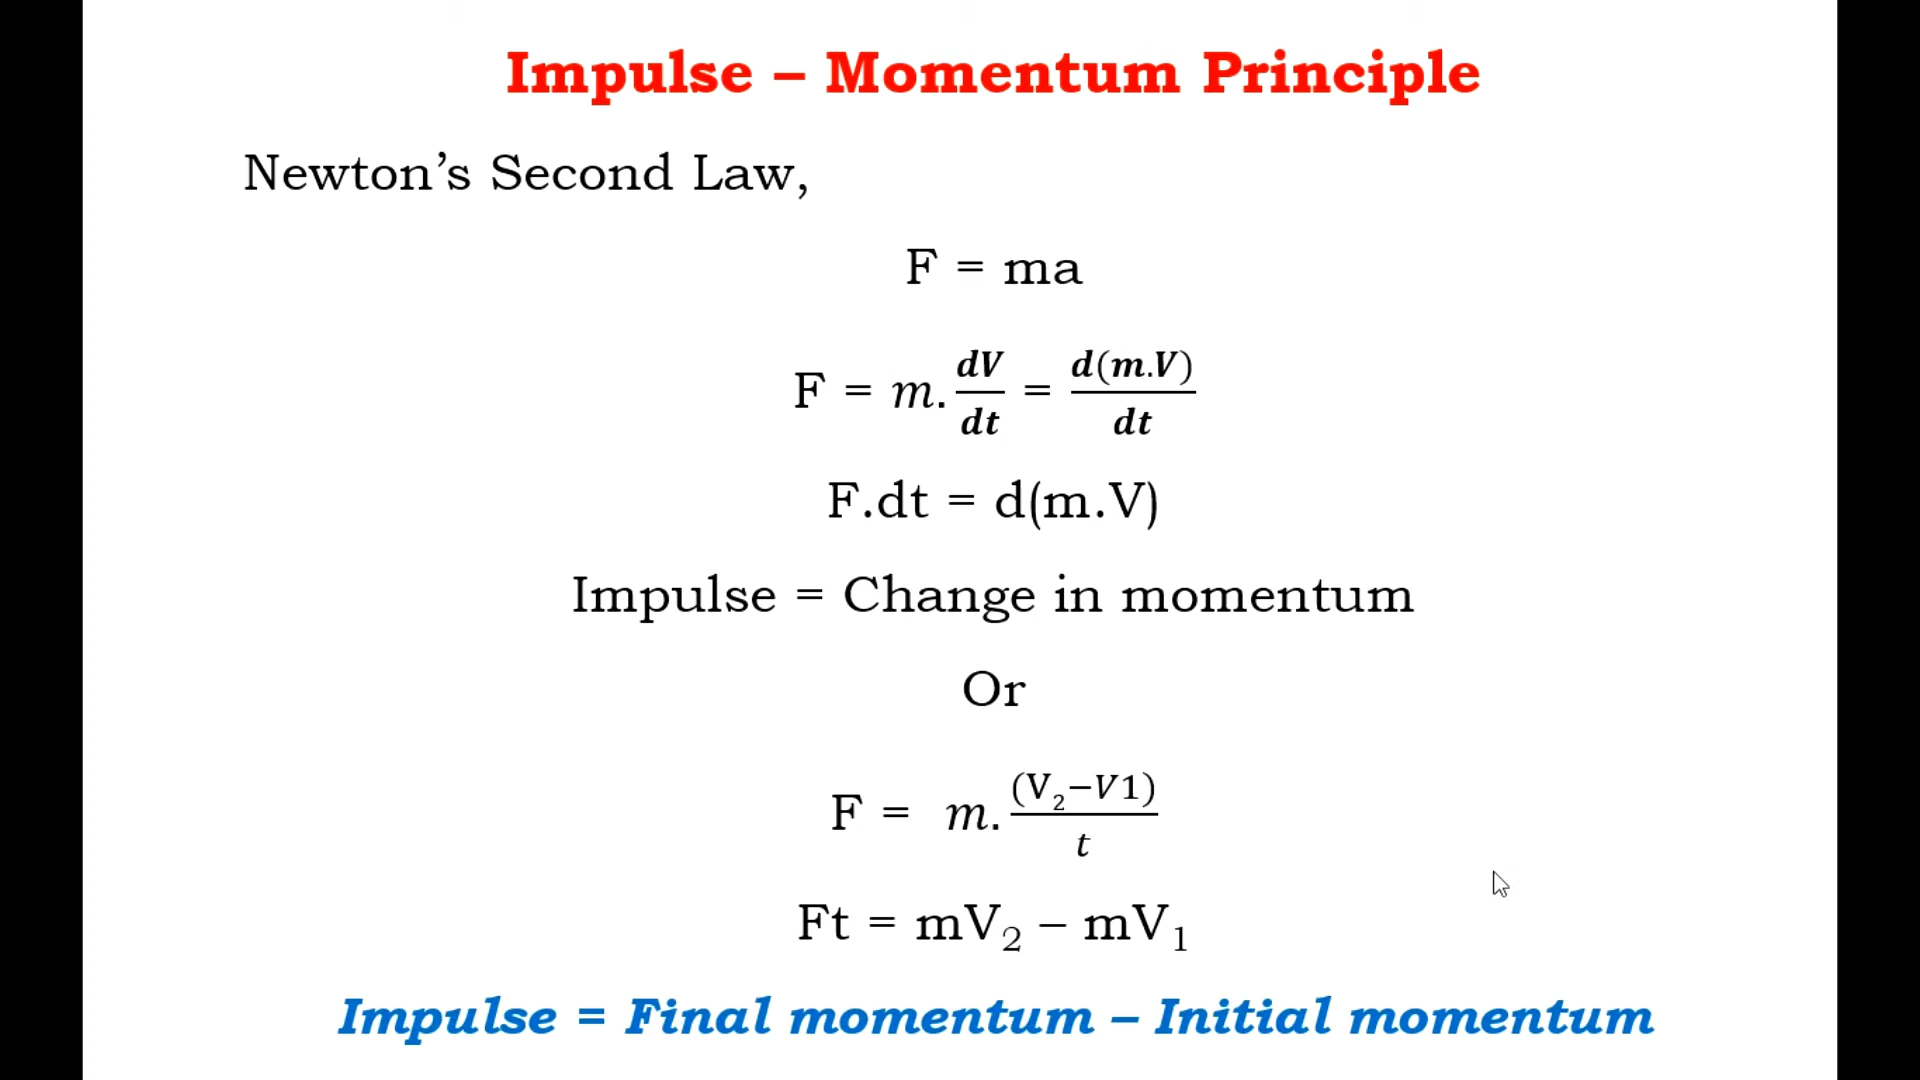 Impulse – Momentum Principle
Newton’s Second Law,
F = ma
F = m. dV/dt = d(m.V)/dt
F.dt = d(m.V)
Impulse = Change in momentum
Or
F = m. (V₂−V1)/t
Ft = mV₂ – mV₁
Impulse = Final momentum – Initial momentum